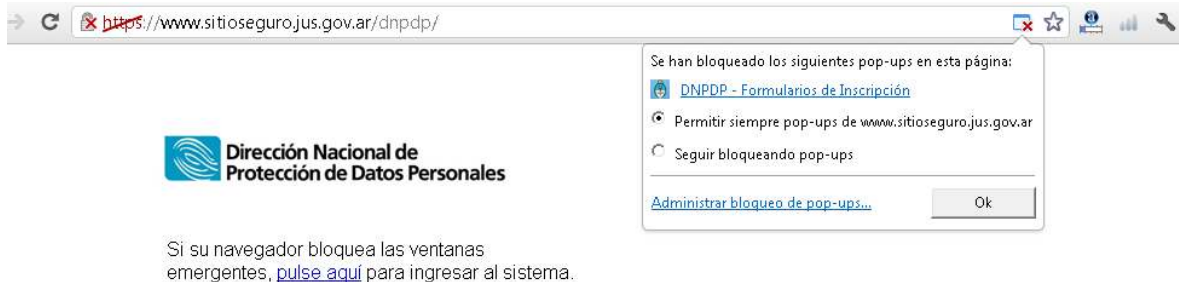 https://www.sitioseguro.jus.gov.ar/dnpdp/
Se han bloqueado los siguientes pop-ups en esta página:
DNPDP - Formularios de Inscripción
Permitir siempre pop-ups de www.sitioseguro.jus.gov.ar
Seguir bloqueando pop-ups
Administrar bloqueo de pop-ups...
Ok
Dirección Nacional de
Protección de Datos Personales
Si su navegador bloquea las ventanas
emergentes, pulse aquí para ingresar al sistema.